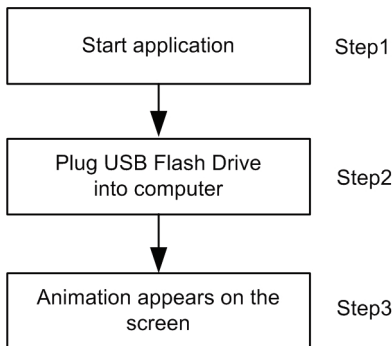 Start application
Step1
Plug USB Flash Drive
into computer
Step2
Animation appears on the
screen
Step3